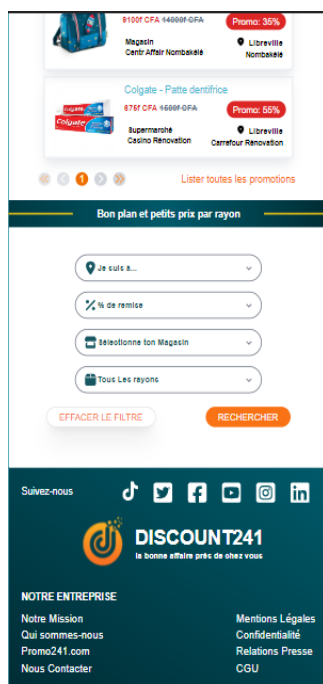 9100f CFA 14000f CFA
Promo: 35%
Magasin
Libreville
Centr Affair Nombakélé
Nombakélé
Colgate - Patte dentifrice
675f CFA 1500f CFA
Promo: 55%
Colgate
Supermarché
Libreville
Casino Rénovation
Carrefour Rénovation
1
Lister toutes les promotions
Bon plan et petits prix par rayon
Je suis à...
% de remise
Sélectionne ton Magasin
Tous Les rayons
EFFACER LE FILTRE
RECHERCHER
Suivez-nous
DISCOUNT241
la bonne affaire près de chez vous
NOTRE ENTREPRISE
Notre Mission
Mentions Légales
Qui sommes-nous
Confidentialité
Promo241.com
Relations Presse
Nous Contacter
CGU